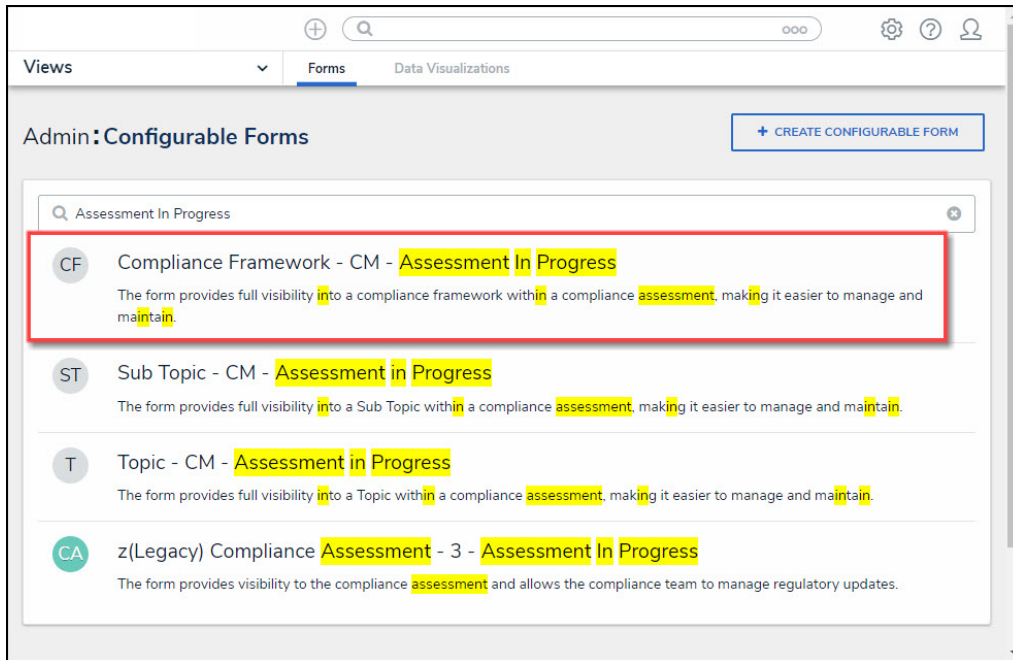 ooo
Views
Forms
Data Visualizations
Admin:Configurable Forms
+ CREATE CONFIGURABLE FORM
Assessment In Progress
CF
Compliance Framework - CM - Assessment In Progress
The form provides full visibility into a compliance framework within a compliance assessment, making it easier to manage and
maintain.
ST
Sub Topic - CM - Assessment in Progress
The form provides full visibility into a Sub Topic within a compliance assessment, making it easier to manage and maintain.
T
Topic - CM - Assessment in Progress
The form provides full visibility into a Topic within a compliance assessment, making it easier to manage and maintain.
CA
z(Legacy) Compliance Assessment - 3 - Assessment In Progress
The form provides visibility to the compliance assessment and allows the compliance team to manage regulatory updates.